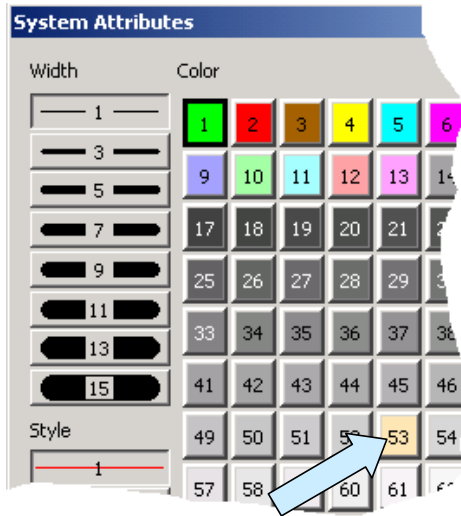 System Attributes
Width Color
1
3
5
7
9
11
13
15
Style
1
1 2 3 4 5 6
9 10 11 12 13
17 18 19 20 21
25 26 27 28 29
33 34 35 36 37 38
41 42 43 44 45 46
49 50 51 52 53 54
57 58 60 61